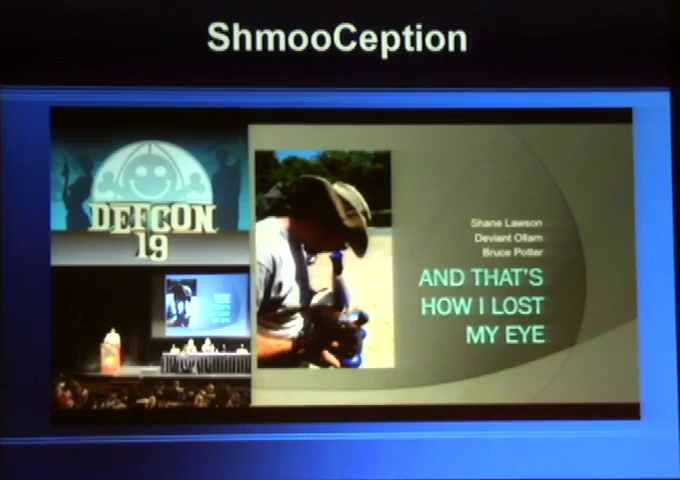 ShmooCeption
DEFCON
19
Shane Lawson
Deviant Ollam
Bruce Potter
AND THAT'S
HOW I LOST
MY EYE